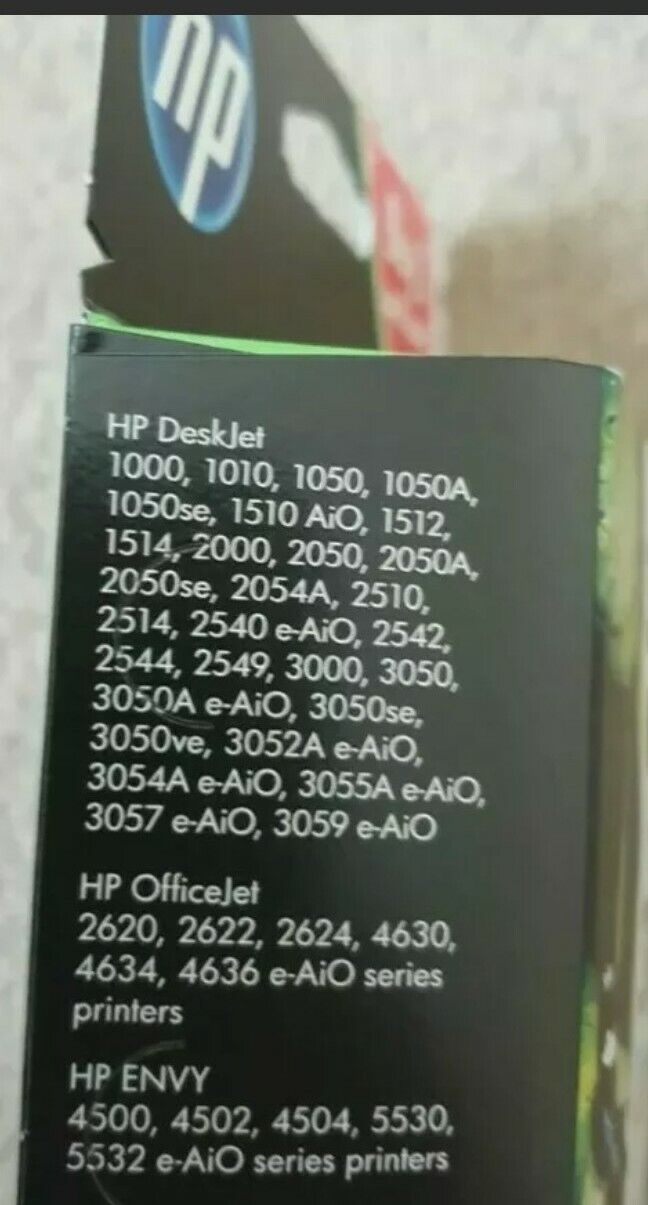 hp
HP DeskJet
1000, 1010, 1050, 1050A,
1050se, 1510 AiO, 1512,
1514, 2000, 2050, 2050A,
2050se, 2054A, 2510,
2514, 2540 e-AiO, 2542,
2544, 2549, 3000, 3050,
3050A e-AiO, 3050se,
3050ve, 3052A e-AiO,
3054A e-AiO, 3055A e-AiO,
3057 e-AiO, 3059 e-AiO
HP OfficeJet
2620, 2622, 2624, 4630,
4634, 4636 e-AiO series
printers
HP ENVY
4500, 4502, 4504, 5530,
5532 e-AiO series printers